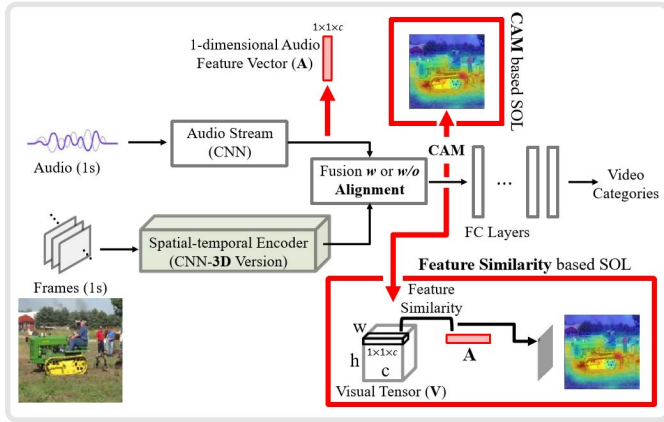 1×1×c
1-dimensional Audio
Feature Vector (A)
CAM
based SOL
Audio Stream
(CNN)
Audio (1s)
Fusion w or w/o
Alignment
CAM
...
Video
Categories
FC Layers
Spatial-temporal Encoder
(CNN-3D Version)
Frames (1s)
Feature Similarity based SOL
Feature
Similarity
w
1×1×c
h
c
A
Visual Tensor (V)